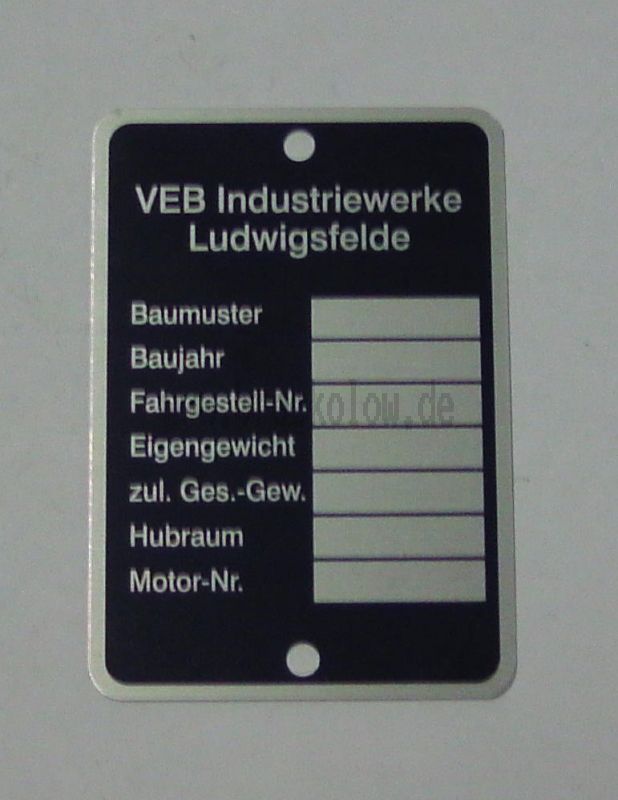 VEB Industriewerke
Ludwigsfelde
Baumuster
Baujahr
Fahrgestell-Nr.
Eigengewicht
zul. Ges.-Gew.
Hubraum
Motor-Nr.